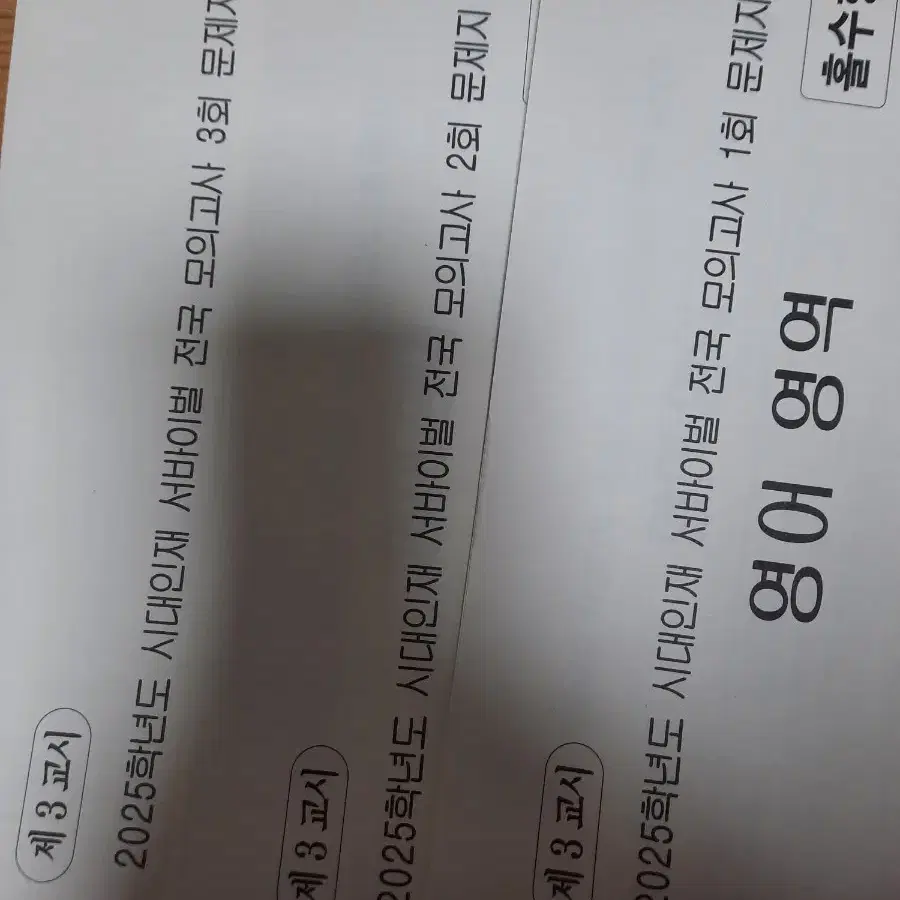 제 3 교시
2025학년도 시대인재 서바이벌 전국 모의고사 3회 문제지
제 3 교시
2025학년도 시대인재 서바이벌 전국 모의고사 2회 문제지
제 3 교시
2025학년도 시대인재 서바이벌 전국 모의고사 1회 문제지
영어 영역
홀수형